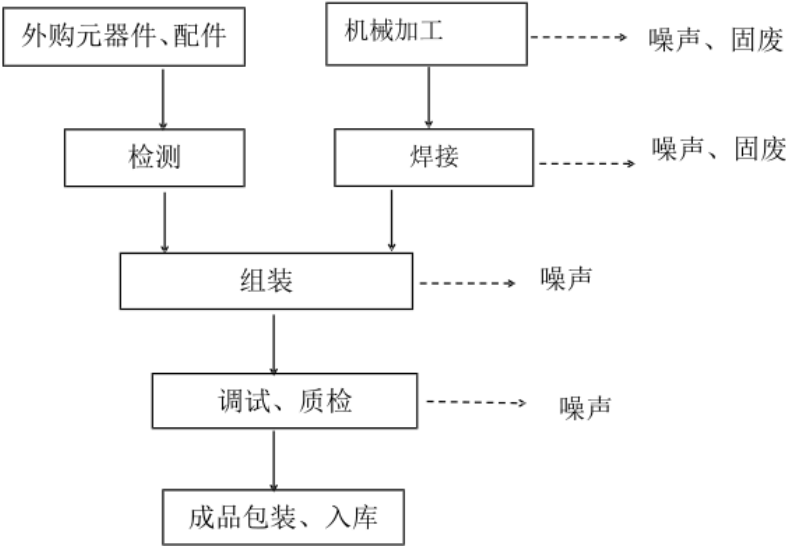 外购元器件、配件
机械加工
噪声、固废
检测
焊接
噪声、固废
组装
噪声
调试、质检
噪声
成品包装、入库